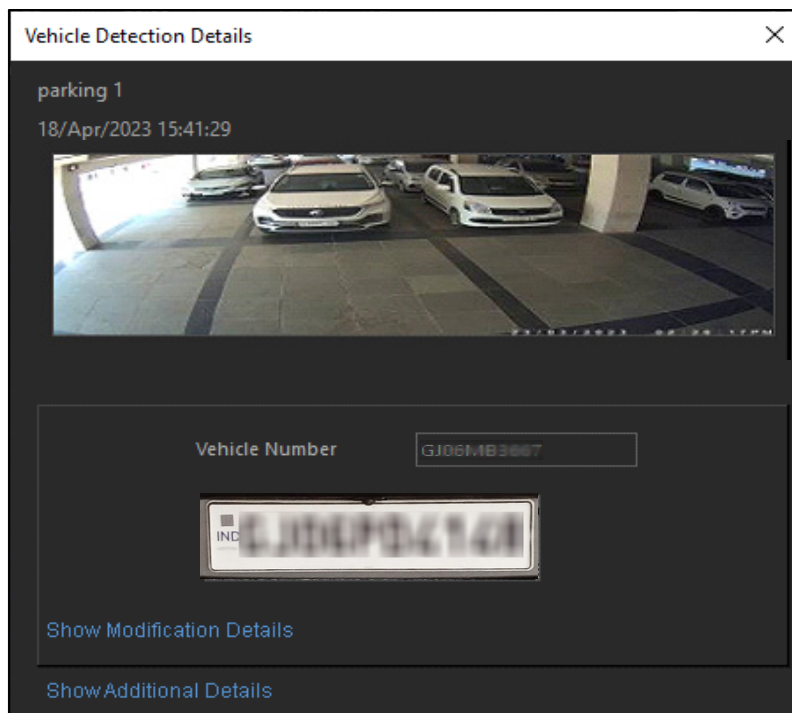 Vehicle Detection Details
parking 1
18/Apr/2023 15:41:29
Vehicle Number
IND
Show Modification Details
Show Additional Details